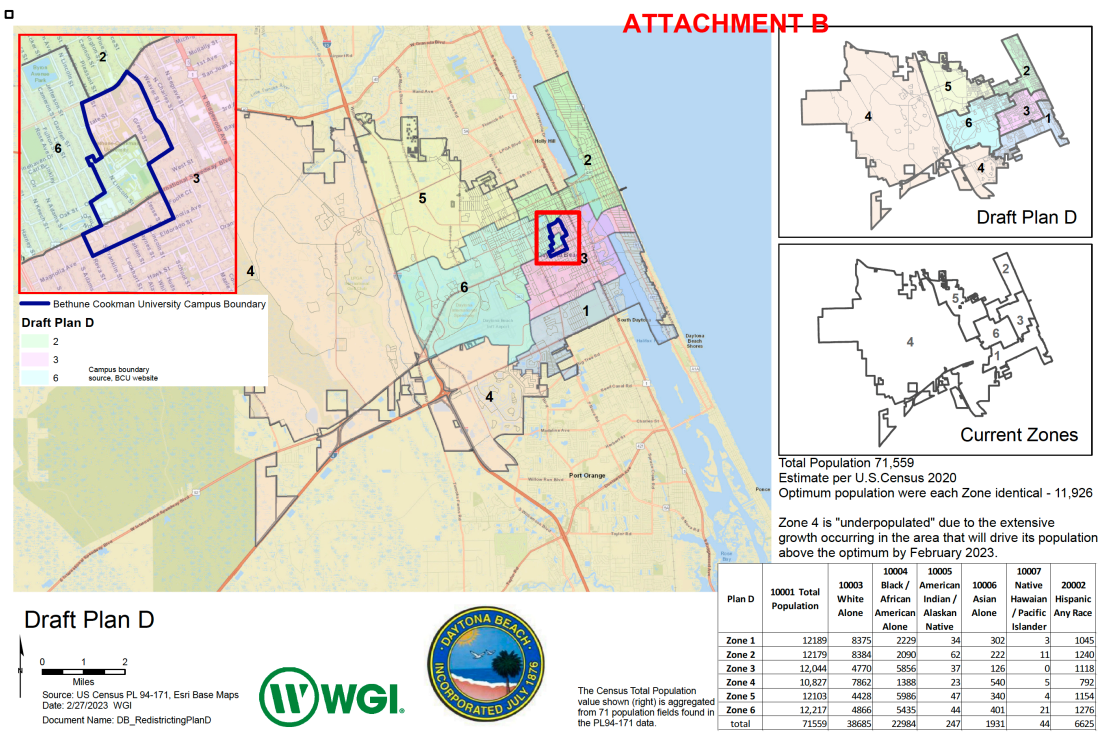 ATTACHMENT B
2
6
3
Bethune Cookman University Campus Boundary
Draft Plan D
2
3
6
Campus boundary
source, BCU website
Holly Hill
2
5
4
6
3
1
4
South Daytona
Daytona
Beach
Shores
Port Orange
5
2
4
6
3
1
4
Draft Plan D
2
5
4
6
3
1
Current Zones
Total Population 71,559
Estimate per U.S.Census 2020
Optimum population were each Zone identical - 11,926
Zone 4 is "underpopulated" due to the extensive
growth occurring in the area that will drive its population
above the optimum by February 2023.
Plan D 10001 Total Population 10003 White Alone 10004 Black / African American Alone 10005 American Indian / Alaskan Native 10006 Asian Alone 10007 Native Hawaian / Pacific Islander 20002 Hispanic Any Race
Zone 1 12189 8375 2229 34 302 3 1045
Zone 2 12179 8384 2090 62 222 11 1240
Zone 3 12,044 4770 5856 37 126 0 1118
Zone 4 10,827 7862 1388 23 540 5 792
Zone 5 12103 4428 5986 47 340 4 1154
Zone 6 12,217 4866 5435 44 401 21 1276
total 71559 38685 22984 247 1931 44 6625
Draft Plan D
0 1 2
Miles
Source: US Census PL 94-171, Esri Base Maps
Date: 2/27/2023 WGI
Document Name: DB_RedistrictingPlanD
WGI.
DAYTONA BEACH
INCORPORATED JULY 1876
The Census Total Population
value shown (right) is aggregated
from 71 population fields found in
the PL94-171 data.